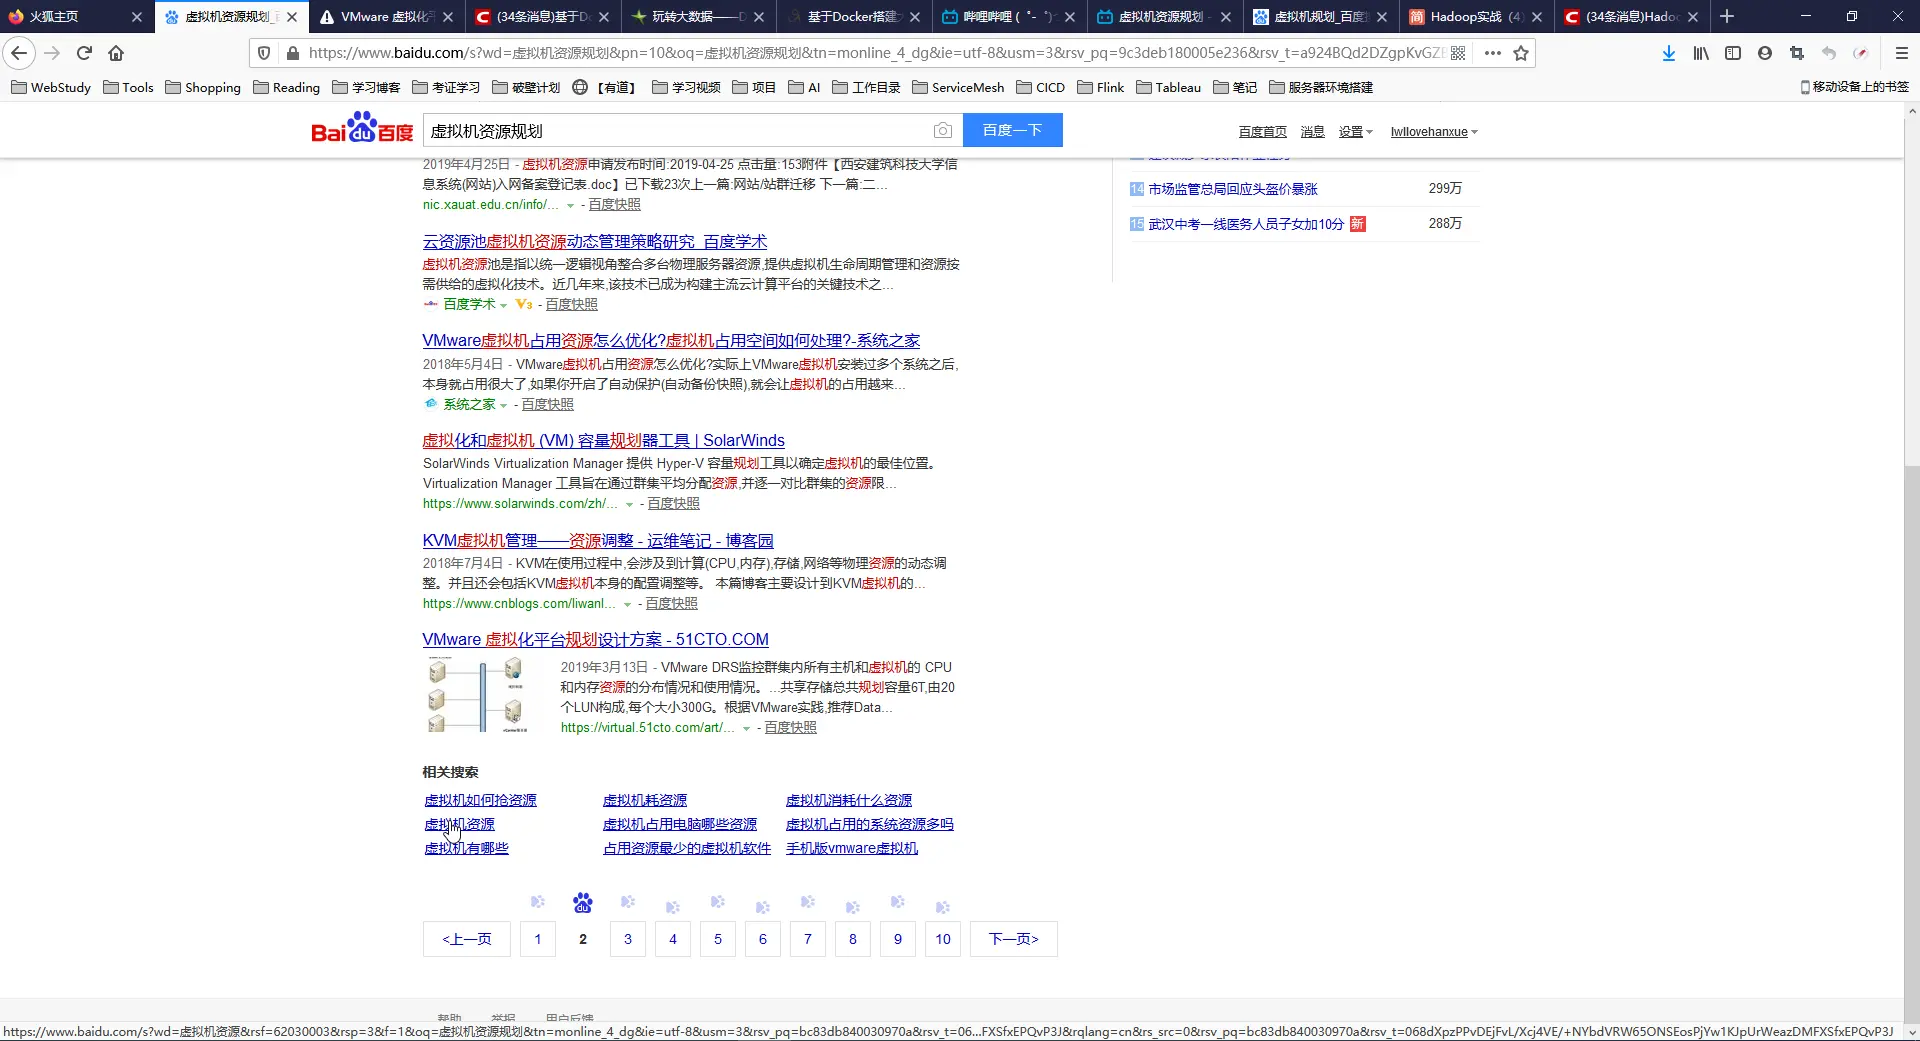 火狐主页
虚拟机资源规划_百
VMware 虚拟化平
(34条消息)基于Do
玩转大数据——D
基于Docker搭建大
哔哩哔哩 ( ゜- ゜)つ
虚拟机资源规划 -
虚拟机规划_百度搜
Hadoop实战（4）
(34条消息)Hadoo
https://www.baidu.com/s?wd=虚拟机资源规划&pn=10&oq=虚拟机资源规划&tn=monline_4_dg&ie=utf-8&usm=3&rsv_pq=9c3deb180005e236&rsv_t=a924BQd2DZgpKvGZE
WebStudy
Tools
Shopping
Reading
学习博客
考证学习
破壁计划
【有道】
学习视频
项目
AI
工作目录
ServiceMesh
CICD
Flink
Tableau
笔记
服务器环境搭建
移动设备上的书签
Bai du 百度
虚拟机资源规划
百度一下
百度首页
消息
设置
lwllovehanxue
2019年4月25日 - 虚拟机资源申请发布时间:2019-04-25 点击量:153附件【西安建筑科技大学信
息系统(网站)入网备案登记表.doc】已下载23次上一篇:网站/站群迁移 下一篇:二...
nic.xauat.edu.cn/info/... - 百度快照
14 市场监管总局回应头盔价暴涨 299万
15 武汉中考一线医务人员子女加10分 新 288万
云资源池虚拟机资源动态管理策略研究_百度学术
虚拟机资源池是指以统一逻辑视角整合多台物理服务器资源,提供虚拟机生命周期管理和资源按
需供给的虚拟化技术。近几年来,该技术已成为构建主流云计算平台的关键技术之...
百度学术 V3 - 百度快照
VMware虚拟机占用资源怎么优化?虚拟机占用空间如何处理?-系统之家
2018年5月4日 - VMware虚拟机占用资源怎么优化?实际上VMware虚拟机安装过多个系统之后,
本身就占用很大了,如果你开启了自动保护(自动备份快照),就会让虚拟机的占用越来...
系统之家 - 百度快照
虚拟化和虚拟机 (VM) 容量规划器工具 | SolarWinds
SolarWinds Virtualization Manager 提供 Hyper-V 容量规划工具以确定虚拟机的最佳位置。
Virtualization Manager 工具旨在通过群集平均分配资源,并逐一对比群集的资源限...
https://www.solarwinds.com/zh/... - 百度快照
KVM虚拟机管理——资源调整 - 运维笔记 - 博客园
2018年7月4日 - KVM在使用过程中,会涉及到计算(CPU,内存),存储,网络等物理资源的动态调
整。并且还会包括KVM虚拟机本身的配置调整等。 本篇博客主要设计到KVM虚拟机的...
https://www.cnblogs.com/liwanl... - 百度快照
VMware 虚拟化平台规划设计方案 - 51CTO.COM
2019年3月13日 - VMware DRS监控群集内所有主机和虚拟机的 CPU
和内存资源的分布情况和使用情况。...共享存储总共规划容量6T,由20
个LUN构成,每个大小300G。根据VMware实践,推荐Data...
https://virtual.51cto.com/art/... - 百度快照
相关搜索
虚拟机如何抢资源
虚拟机耗资源
虚拟机消耗什么资源
虚拟机资源
虚拟机占用电脑哪些资源
虚拟机占用的系统资源多吗
虚拟机有哪些
占用资源最少的虚拟机软件
手机版vmware虚拟机
du
<上一页 1 2 3 4 5 6 7 8 9 10 下一页>
帮助 举报 用户反馈
https://www.baidu.com/s?wd=虚拟机资源&rsf=62030003&rsp=3&f=1&oq=虚拟机资源规划&tn=monline_4_dg&ie=utf-8&usm=3&rsv_pq=bc83db840030970a&rsv_t=06...FXSfxEPQvP3J&rqlang=cn&rs_src=0&rsv_pq=bc83db840030970a&rsv_t=068dXpzPPvDEjFvL/Xcj4VE/+NYbdVRW65ONSEosPjYw1KJpUrWeazDMFXSfxEPQvP3J